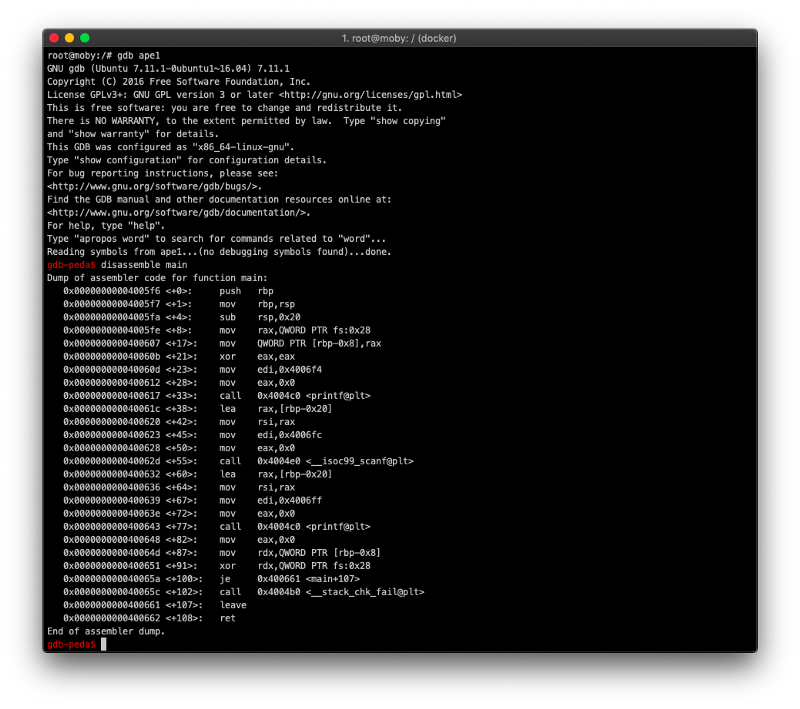 1. root@moby: / (docker)
root@moby:/# gdb ape1
GNU gdb (Ubuntu 7.11.1-0ubuntu1~16.04) 7.11.1
Copyright (C) 2016 Free Software Foundation, Inc.
License GPLv3+: GNU GPL version 3 or later <http://gnu.org/licenses/gpl.html>
This is free software: you are free to change and redistribute it.
There is NO WARRANTY, to the extent permitted by law.  Type "show copying"
and "show warranty" for details.
This GDB was configured as "x86_64-linux-gnu".
Type "show configuration" for configuration details.
For bug reporting instructions, please see:
<http://www.gnu.org/software/gdb/bugs/>.
Find the GDB manual and other documentation resources online at:
<http://www.gnu.org/software/gdb/documentation/>.
For help, type "help".
Type "apropos word" to search for commands related to "word"...
Reading symbols from ape1...(no debugging symbols found)...done.
gdb-peda$ disassemble main
Dump of assembler code for function main:
   0x00000000004005f6 <+0>:	push   rbp
   0x00000000004005f7 <+1>:	mov    rbp,rsp
   0x00000000004005fa <+4>:	sub    rsp,0x20
   0x00000000004005fe <+8>:	mov    rax,QWORD PTR fs:0x28
   0x0000000000400607 <+17>:	mov    QWORD PTR [rbp-0x8],rax
   0x000000000040060b <+21>:	xor    eax,eax
   0x000000000040060d <+23>:	mov    edi,0x4006f4
   0x0000000000400612 <+28>:	mov    eax,0x0
   0x0000000000400617 <+33>:	call   0x4004c0 <printf@plt>
   0x000000000040061c <+38>:	lea    rax,[rbp-0x20]
   0x0000000000400620 <+42>:	mov    rsi,rax
   0x0000000000400623 <+45>:	mov    edi,0x4006fc
   0x0000000000400628 <+50>:	mov    eax,0x0
   0x000000000040062d <+55>:	call   0x4004e0 <__isoc99_scanf@plt>
   0x0000000000400632 <+60>:	lea    rax,[rbp-0x20]
   0x0000000000400636 <+64>:	mov    rsi,rax
   0x0000000000400639 <+67>:	mov    edi,0x4006ff
   0x000000000040063e <+72>:	mov    eax,0x0
   0x0000000000400643 <+77>:	call   0x4004c0 <printf@plt>
   0x0000000000400648 <+82>:	mov    eax,0x0
   0x000000000040064d <+87>:	mov    rdx,QWORD PTR [rbp-0x8]
   0x0000000000400651 <+91>:	xor    rdx,QWORD PTR fs:0x28
   0x000000000040065a <+100>:	je     0x400661 <main+107>
   0x000000000040065c <+102>:	call   0x4004b0 <__stack_chk_fail@plt>
   0x0000000000400661 <+107>:	leave
   0x0000000000400662 <+108>:	ret
End of assembler dump.
gdb-peda$